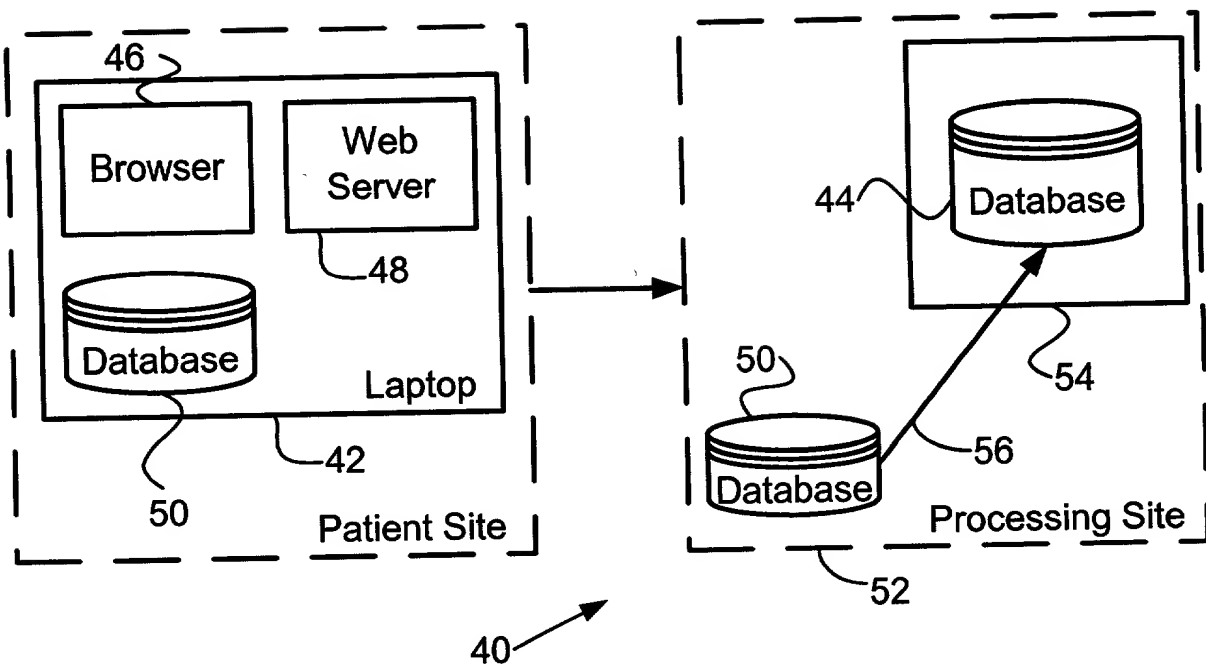 46
Browser
Web
Server
48
Database
Laptop
42
50
Patient Site
44
Database
54
50
56
Database
Processing Site
52
40